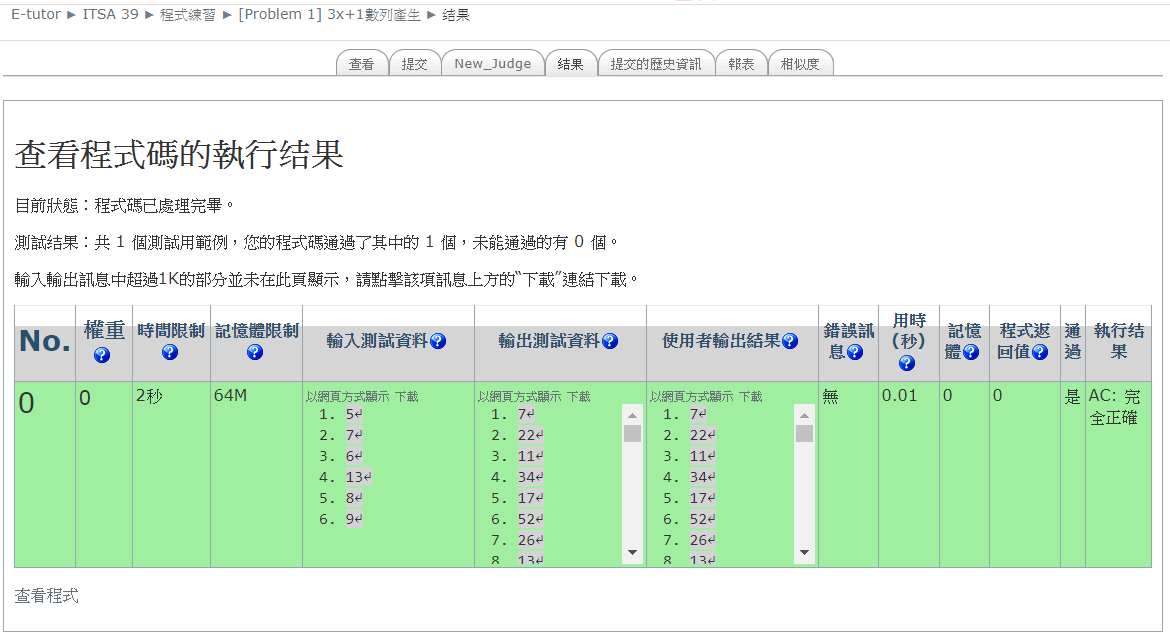 E-tutor ► ITSA 39 ► 程式練習 ► [Problem 1] 3x+1數列產生 ► 結果
查看 提交 New_Judge 結果 提交的歷史資訊 報表 相似度
查看程式碼的執行结果
目前狀態：程式碼已處理完畢。
測試结果：共 1 個測試用範例，您的程式碼通過了其中的 1 個，未能通過的有 0 個。
輸入輸出訊息中超過1K的部分並未在此頁顯示，請點擊該項訊息上方的“下載”連結下載。
No. 權重 時間限制 記憶體限制 輸入測試資料 輸出測試資料 使用者輸出結果 錯誤訊息 用時(秒) 記憶體 程式返回值 通過 執行结果
0 0 2秒 64M 以網頁方式顯示 下載 以網頁方式顯示 下載 以網頁方式顯示 下載 無 0.01 0 0 是 AC: 完全正確
1. 5↵ 1. 7↵ 1. 7↵
2. 7↵ 2. 22↵ 2. 22↵
3. 6↵ 3. 11↵ 3. 11↵
4. 13↵ 4. 34↵ 4. 34↵
5. 8↵ 5. 17↵ 5. 17↵
6. 9↵ 6. 52↵ 6. 52↵
7. 26↵ 7. 26↵
8. 13↵ 8. 13↵
查看程式